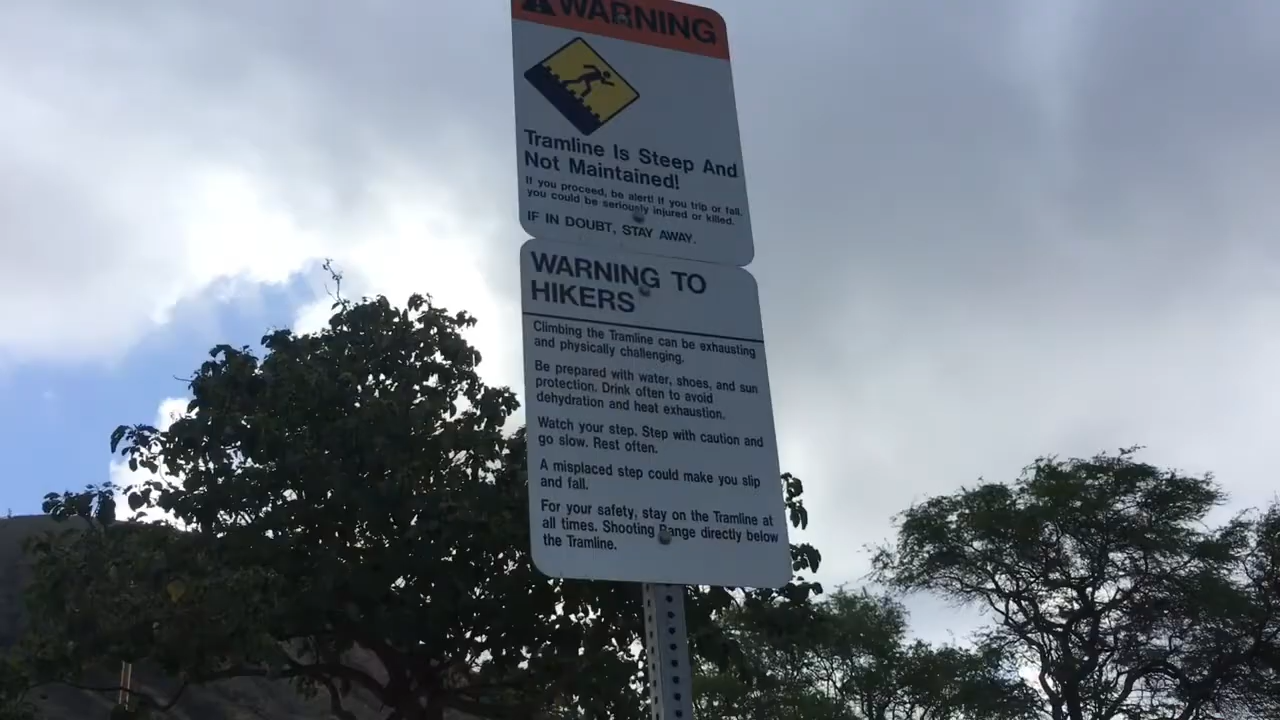 WARNING
Tramline Is Steep And
Not Maintained!
If you proceed, be alert! If you trip or fall,
you could be seriously injured or killed.
IF IN DOUBT, STAY AWAY.
WARNING TO
HIKERS
Climbing the Tramline can be exhausting
and physically challenging.
Be prepared with water, shoes, and sun
protection. Drink often to avoid
dehydration and heat exhaustion.
Watch your step. Step with caution and
go slow. Rest often.
A misplaced step could make you slip
and fall.
For your safety, stay on the Tramline at
all times. Shooting Range directly below
the Tramline.